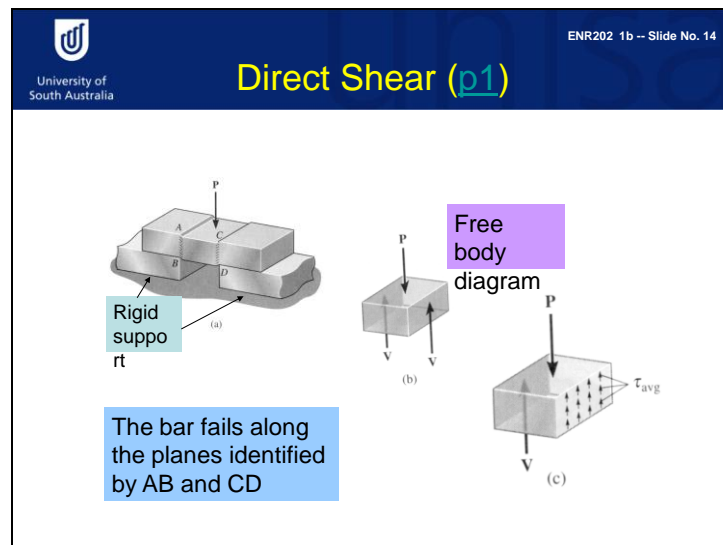 ENR202 1b -- Slide No. 14
University of
South Australia
Direct Shear (p1)
P
A
C
B
D
Rigid
suppo
rt
(a)
Free
body
diagram
P
V
V
(b)
P
τavg
V
(c)
The bar fails along
the planes identified
by AB and CD